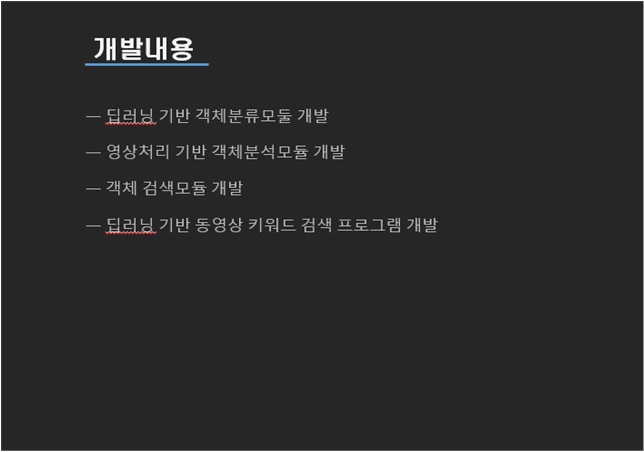 개발내용
― 딥러닝 기반 객체분류모둘 개발
― 영상처리 기반 객체분석모듈 개발
― 객체 검색모듈 개발
― 딥러닝 기반 동영상 키워드 검색 프로그램 개발